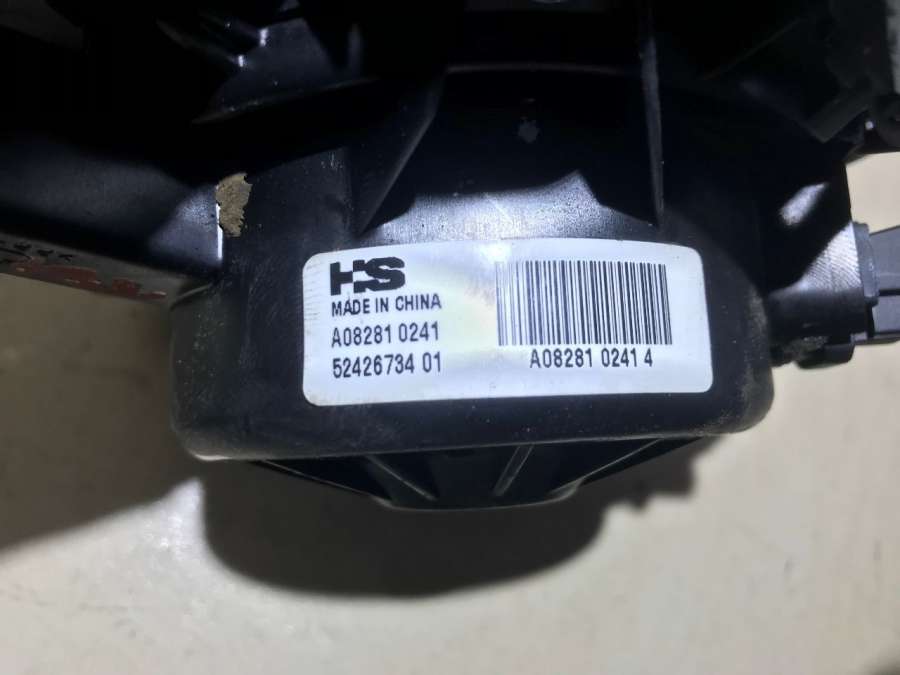 HS
MADE IN CHINA
A08281 0241
52426734 01
A08281 0241 4